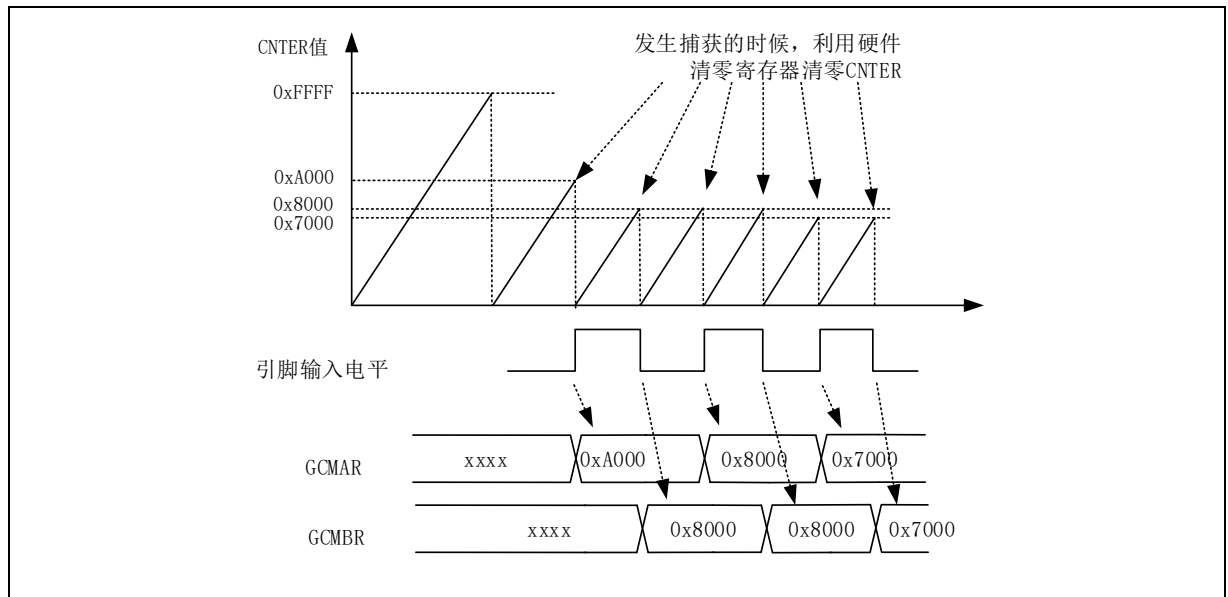 CNTER值
发生捕获的时候，利用硬件
清零寄存器清零CNTER
0xFFFF
0xA000
0x8000
0x7000
引脚输入电平
GCMAR
xxxx
0xA000
0x8000
0x7000
GCMBR
xxxx
0x8000
0x8000
0x7000